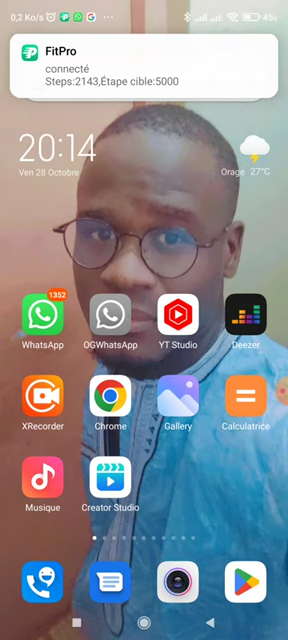 0,2 Ko/s
45%
FitPro
connecté
Steps:2143,Étape cible:5000
20:14
Ven 28 Octobre
Orage 27°C
1352
WhatsApp
OGWhatsApp
YT Studio
Deezer
XRecorder
Chrome
Gallery
Calculatrice
Musique
Creator Studio